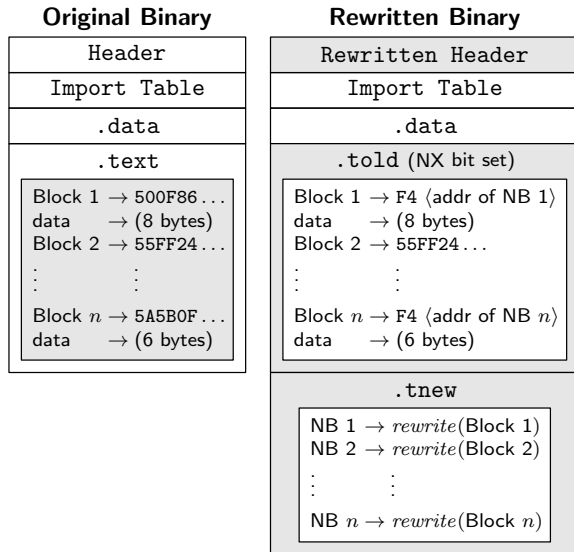 Original Binary
Header
Import Table
.data
.text
Block 1 → 500F86...
data → (8 bytes)
Block 2 → 55FF24...
⋮ ⋮
Block n → 5A5B0F...
data → (6 bytes)
Rewritten Binary
Rewritten Header
Import Table
.data
.told (NX bit set)
Block 1 → F4 ⟨addr of NB 1⟩
data → (8 bytes)
Block 2 → 55FF24...
⋮ ⋮
Block n → F4 ⟨addr of NB n⟩
data → (6 bytes)
.tnew
NB 1 → rewrite(Block 1)
NB 2 → rewrite(Block 2)
⋮ ⋮
NB n → rewrite(Block n)